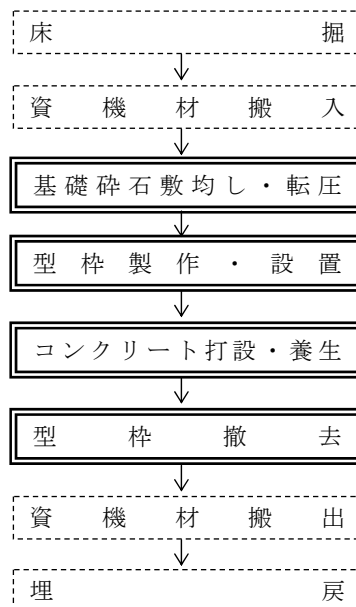 床掘
資機材搬入
基礎砕石敷均し・転圧
型枠製作・設置
コンクリート打設・養生
型枠撤去
資機材搬出
埋戻